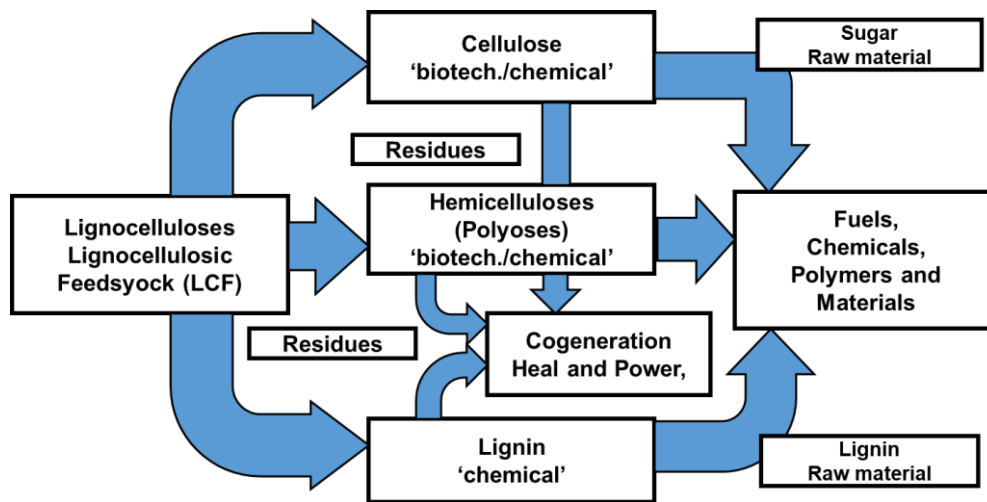 Cellulose
‘biotech./chemical’
Sugar
Raw material
Residues
Lignocelluloses
Lignocellulosic
Feedsyock (LCF)
Hemicelluloses
(Polyoses)
‘biotech./chemical’
Fuels,
Chemicals,
Polymers and
Materials
Residues
Cogeneration
Heal and Power,
Lignin
‘chemical’
Lignin
Raw material